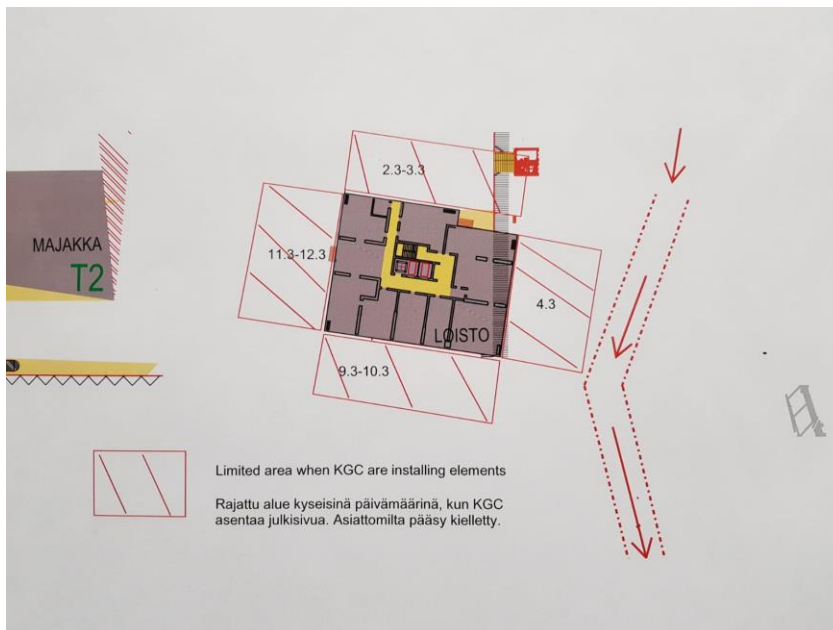 2.3-3.3
MAJAKKA
T2
11.3-12.3
4.3
LOISTO
9.3-10.3
Limited area when KGC are installing elements
Rajattu alue kyseisinä päivämäärinä, kun KGC
asentaa julkisivua. Asiattomilta pääsy kielletty.